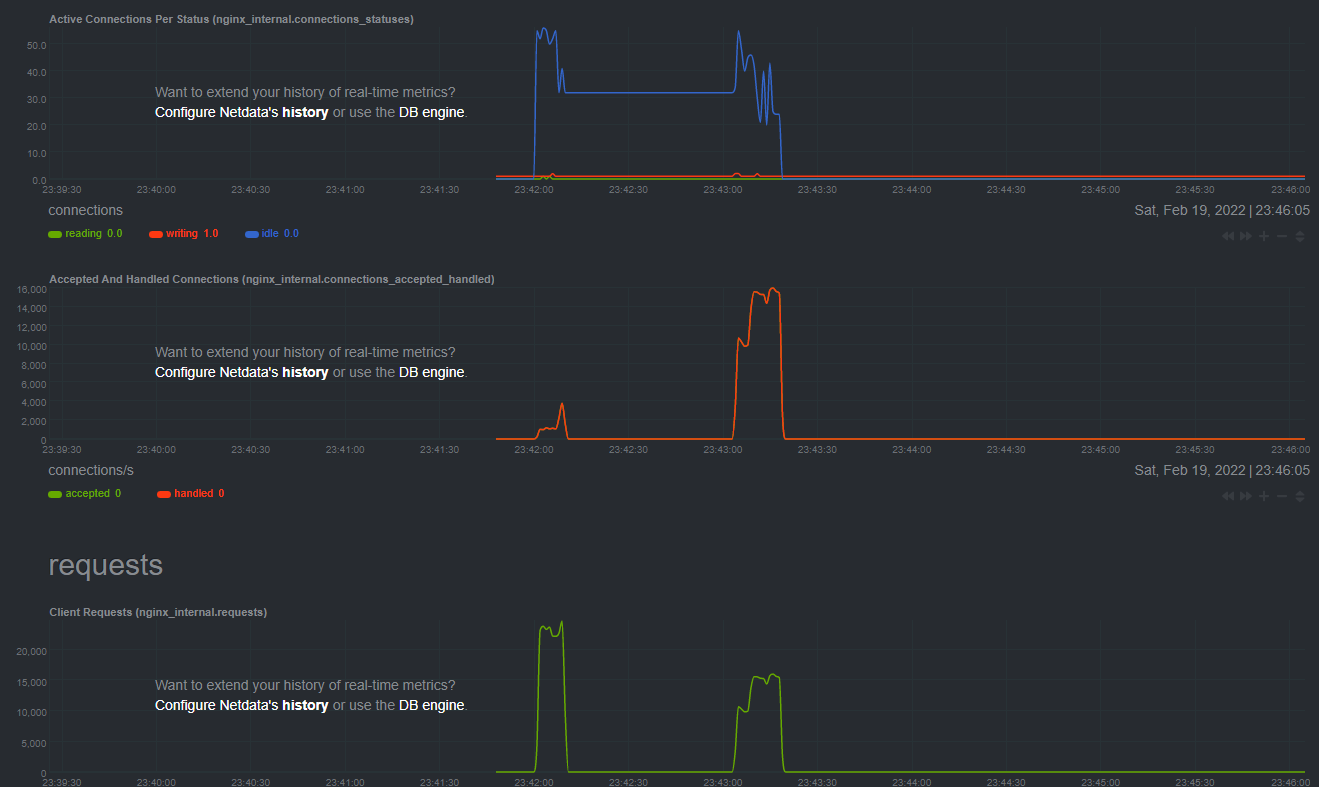 Active Connections Per Status (nginx_internal.connections_statuses)
50.0
40.0
30.0
20.0
10.0
0.0
Want to extend your history of real-time metrics?
Configure Netdata's history or use the DB engine.
23:39:30 23:40:00 23:40:30 23:41:00 23:41:30 23:42:00 23:42:30 23:43:00 23:43:30 23:44:00 23:44:30 23:45:00 23:45:30 23:46:00
connections Sat, Feb 19, 2022 | 23:46:05
reading 0.0 writing 1.0 idle 0.0
Accepted And Handled Connections (nginx_internal.connections_accepted_handled)
16,000
14,000
12,000
10,000
8,000
6,000
4,000
2,000
0
Want to extend your history of real-time metrics?
Configure Netdata's history or use the DB engine.
23:39:30 23:40:00 23:40:30 23:41:00 23:41:30 23:42:00 23:42:30 23:43:00 23:43:30 23:44:00 23:44:30 23:45:00 23:45:30 23:46:00
connections/s Sat, Feb 19, 2022 | 23:46:05
accepted 0 handled 0
requests
Client Requests (nginx_internal.requests)
20,000
15,000
10,000
5,000
0
Want to extend your history of real-time metrics?
Configure Netdata's history or use the DB engine.
23:39:30 23:40:00 23:40:30 23:41:00 23:41:30 23:42:00 23:42:30 23:43:00 23:43:30 23:44:00 23:44:30 23:45:00 23:45:30 23:46:00